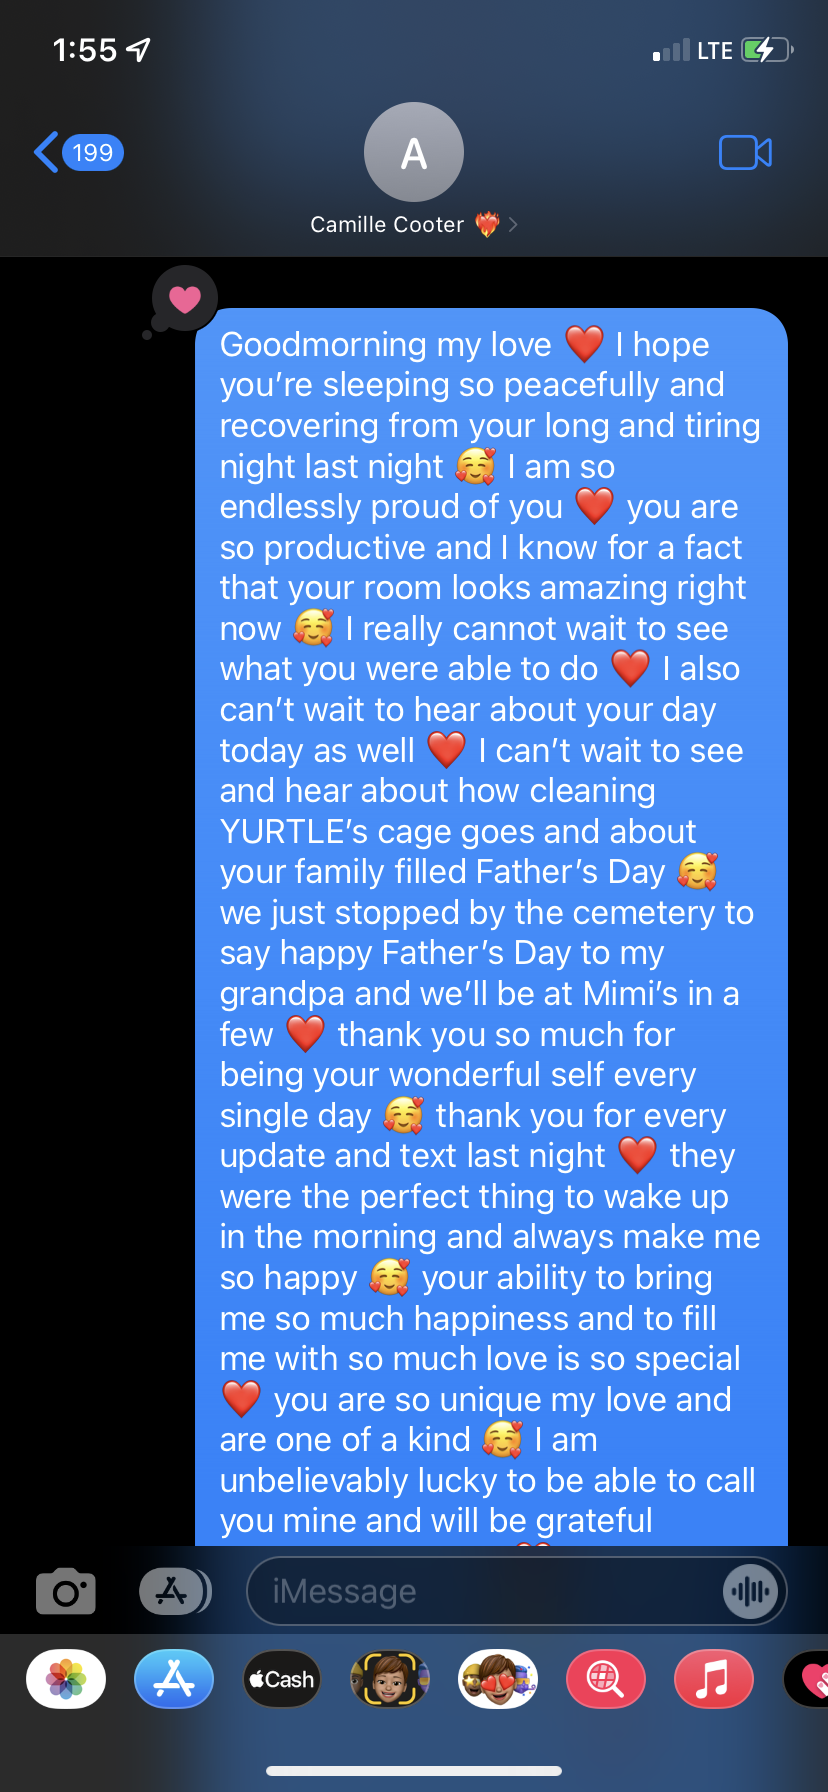 1:55 LTE
199
A
Camille Cooter ❤️‍🔥
Goodmorning my love ❤️ I hope
you're sleeping so peacefully and
recovering from your long and tiring
night last night 🥰 I am so
endlessly proud of you ❤️ you are
so productive and I know for a fact
that your room looks amazing right
now 🥰 I really cannot wait to see
what you were able to do ❤️ I also
can't wait to hear about your day
today as well ❤️ I can't wait to see
and hear about how cleaning
YURTLE's cage goes and about
your family filled Father's Day 🥰
we just stopped by the cemetery to
say happy Father's Day to my
grandpa and we'll be at Mimi's in a
few ❤️ thank you so much for
being your wonderful self every
single day 🥰 thank you for every
update and text last night ❤️ they
were the perfect thing to wake up
in the morning and always make me
so happy 🥰 your ability to bring
me so much happiness and to fill
me with so much love is so special
❤️ you are so unique my love and
are one of a kind 🥰 I am
unbelievably lucky to be able to call
you mine and will be grateful
iMessage
Cash